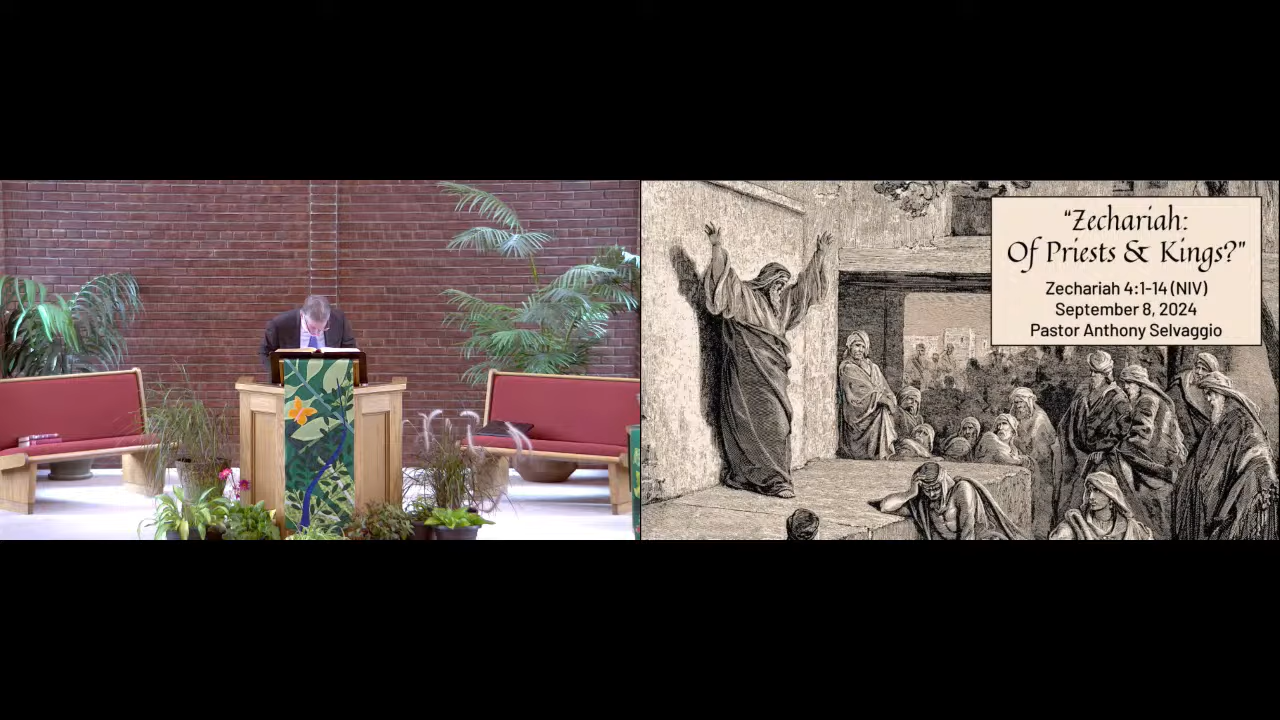 "Zechariah:
Of Priests & Kings?"
Zechariah 4:1-14 (NIV)
September 8, 2024
Pastor Anthony Selvaggio